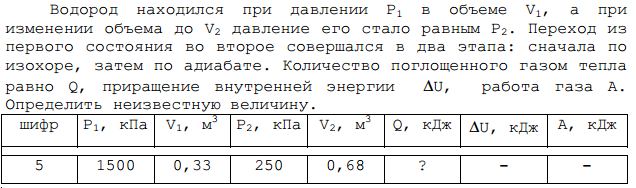 Водород находился при давлении P1 в объеме V1, а при
изменении объема до V2 давление его стало равным P2. Переход из
первого состояния во второе совершался в два этапа: сначала по
изохоре, затем по адиабате. Количество поглощенного газом тепла
равно Q, приращение внутренней энергии ΔU, работа газа A.
Определить неизвестную величину.
шифр P1, кПа V1, м³ P2, кПа V2, м³ Q, кДж ΔU, кДж A, кДж
5 1500 0,33 250 0,68 ? – –